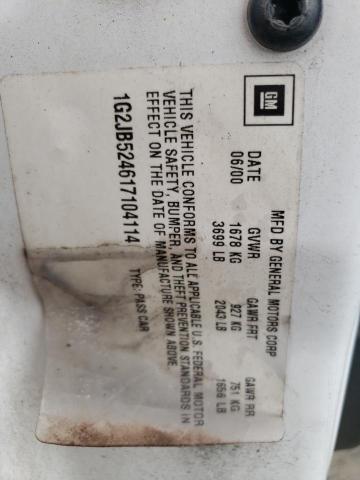 GM
MFD BY GENERAL MOTORS CORP
DATE GVWR GAWR FRT GAWR RR
06/00 1678 KG 927 KG 751 KG
3699 LB 2043 LB 1656 LB
THIS VEHICLE CONFORMS TO ALL APPLICABLE U.S. FEDERAL MOTOR
VEHICLE SAFETY, BUMPER, AND THEFT PREVENTION STANDARDS IN
EFFECT ON THE DATE OF MANUFACTURE SHOWN ABOVE.
1G2JB524617104114 TYPE: PASS CAR